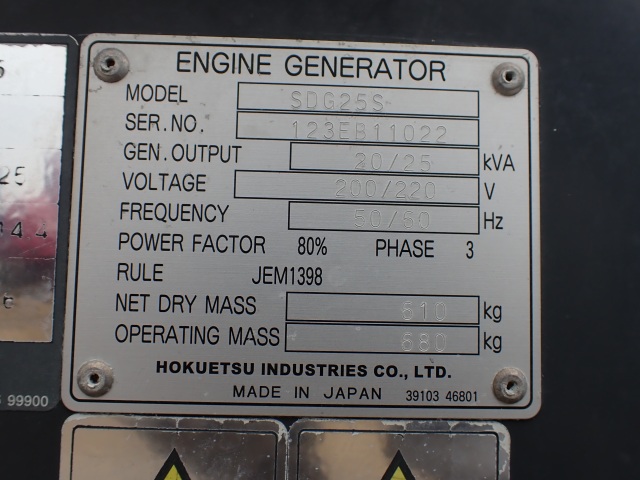 ENGINE GENERATOR
MODEL SDG25S
SER.NO. 123EB11022
GEN.OUTPUT 20/25 kVA
VOLTAGE 200/220 V
FREQUENCY 50/60 Hz
POWER FACTOR 80% PHASE 3
RULE JEM1398
NET DRY MASS 610 kg
OPERATING MASS 680 kg
HOKUETSU INDUSTRIES CO., LTD.
MADE IN JAPAN 39103 46801
25
99900